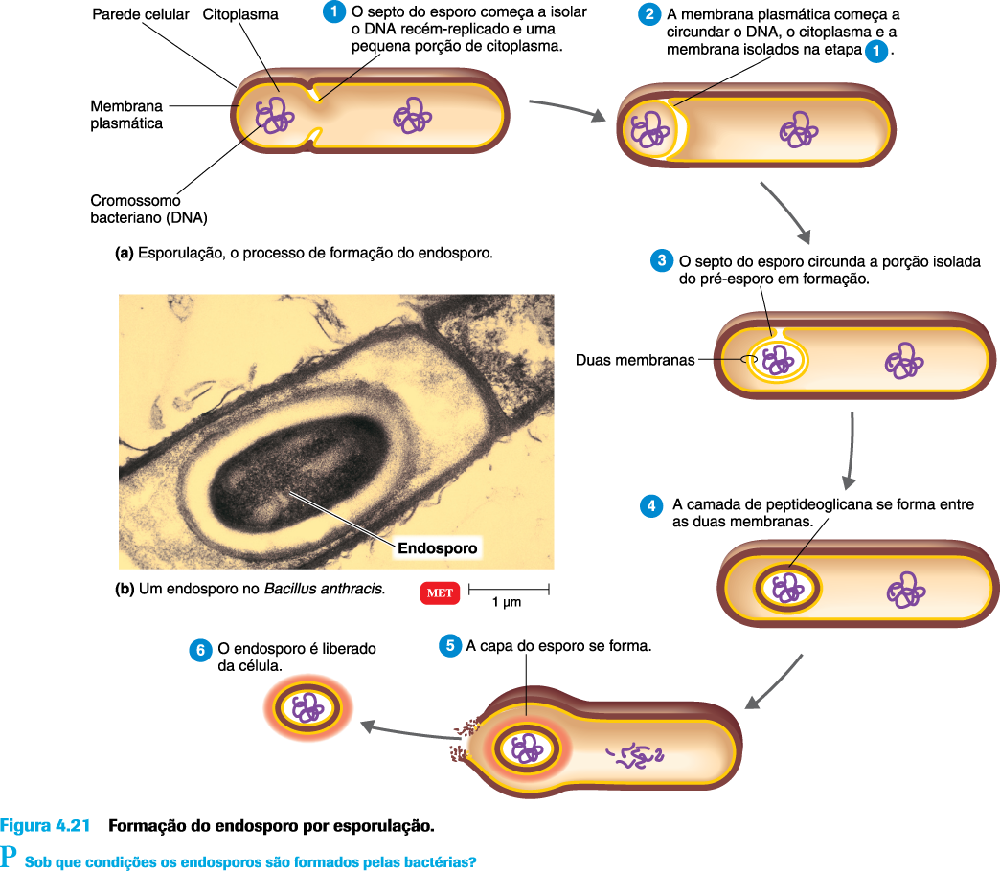 Parede celular
Citoplasma
1 O septo do esporo começa a isolar
o DNA recém-replicado e uma
pequena porção de citoplasma.
2 A membrana plasmática começa a
circundar o DNA, o citoplasma e a
membrana isolados na etapa 1 .
Membrana
plasmática
Cromossomo
bacteriano (DNA)
(a) Esporulação, o processo de formação do endosporo.
3 O septo do esporo circunda a porção isolada
do pré-esporo em formação.
Duas membranas
4 A camada de peptideoglicana se forma entre
as duas membranas.
Endosporo
(b) Um endosporo no Bacillus anthracis.
MET
1 μm
5 A capa do esporo se forma.
6 O endosporo é liberado
da célula.
Figura 4.21 Formação do endosporo por esporulação.
P Sob que condições os endosporos são formados pelas bactérias?